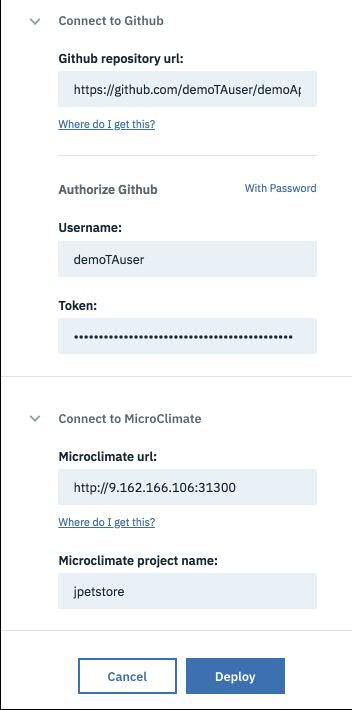 Connect to Github
Github repository url:
https://github.com/demoTAuser/demoAp
Where do I get this?
Authorize Github
With Password
Username:
demoTAuser
Token:
••••••••••••••••••••••••••••••••••••••••
Connect to MicroClimate
Microclimate url:
http://9.162.166.106:31300
Where do I get this?
Microclimate project name:
jpetstore
Cancel
Deploy